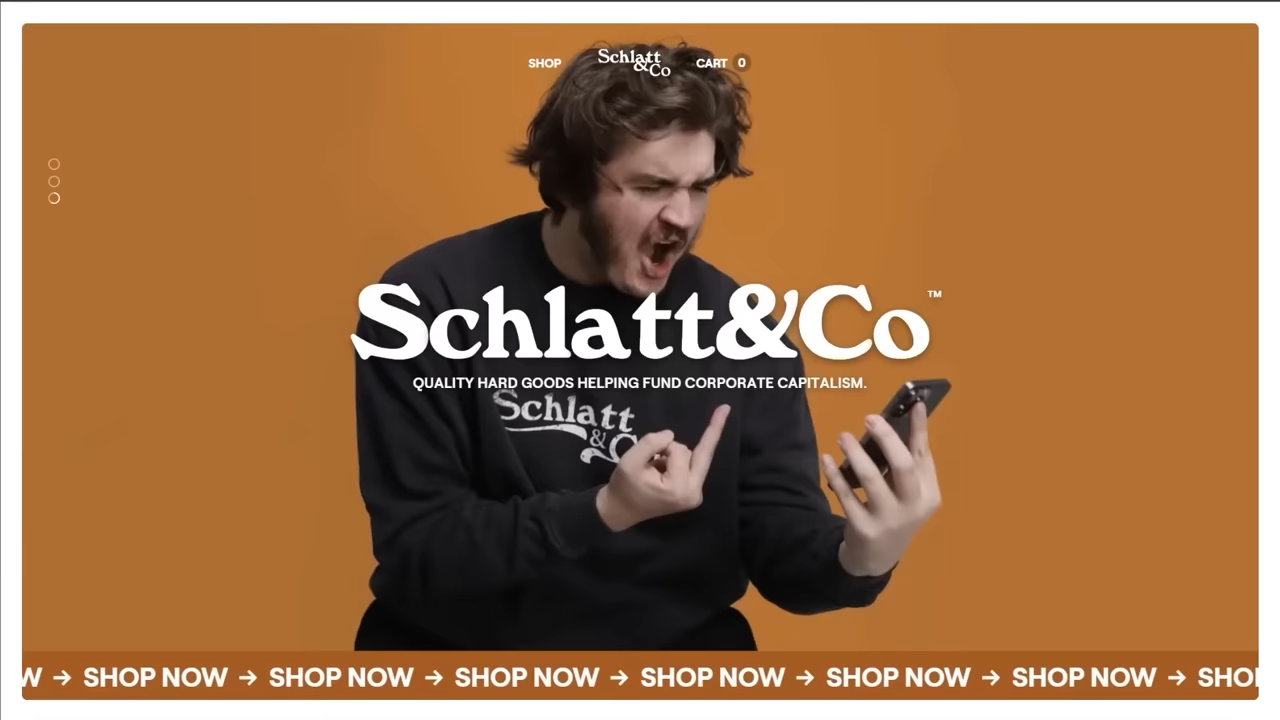 SHOP
Schlatt
&Co
CART 0
Schlatt&Co™
QUALITY HARD GOODS HELPING FUND CORPORATE CAPITALISM.
Schlatt
& C
W → SHOP NOW → SHOP NOW → SHOP NOW → SHOP NOW → SHOP NOW → SHOP NOW → SHO